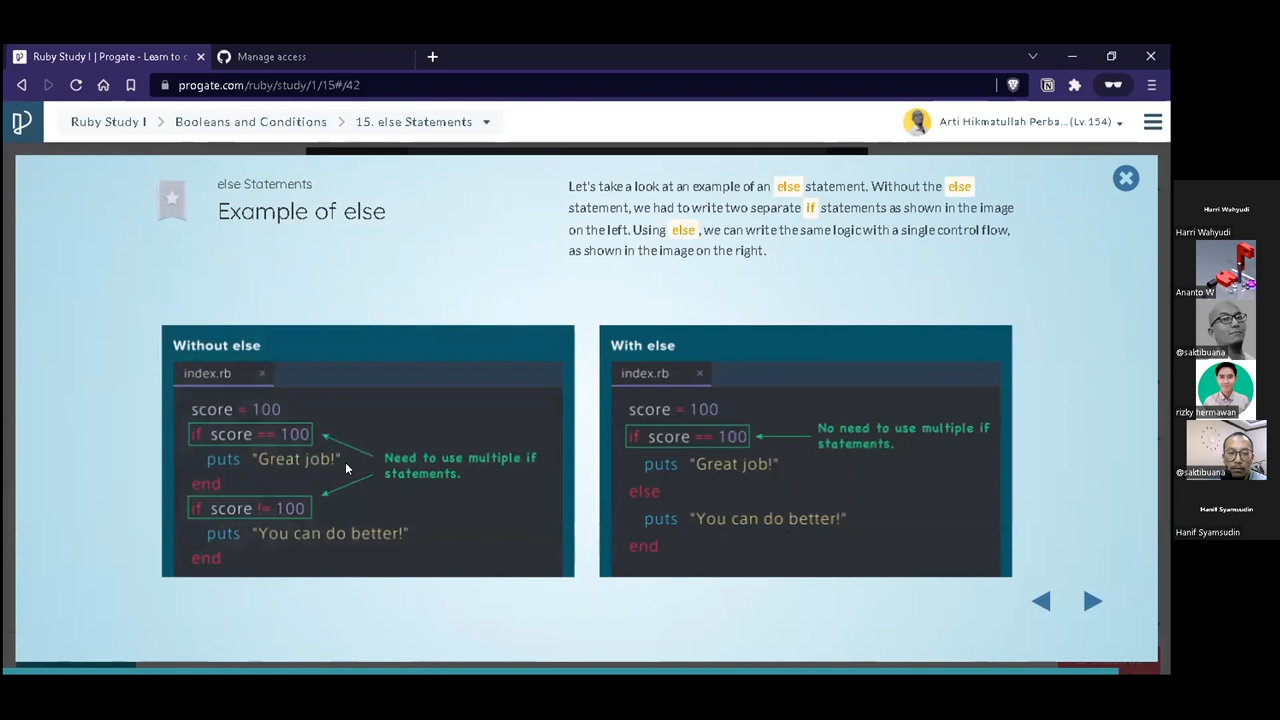 Ruby Study I | Progate - Learn to c
Manage access
progate.com/ruby/study/1/15#/42
Ruby Study I
Booleans and Conditions
15. else Statements
Arti Hikmatullah Perba...(Lv.154)
else Statements
Example of else
Let's take a look at an example of an else statement. Without the else
statement, we had to write two separate if statements as shown in the image
on the left. Using else, we can write the same logic with a single control flow,
as shown in the image on the right.
Without else
index.rb
score = 100
if score == 100
puts "Great job!"
end
if score != 100
puts "You can do better!"
end
Need to use multiple if
statements.
With else
index.rb
score = 100
if score == 100
puts "Great job!"
else
puts "You can do better!"
end
No need to use multiple if
statements.
Harri Wahyudi
Harri Wahyudi
Ananto W
@saktibuana
rizky hermawan
@saktibuana
Hanif Syamsudin
Hanif Syamsudin